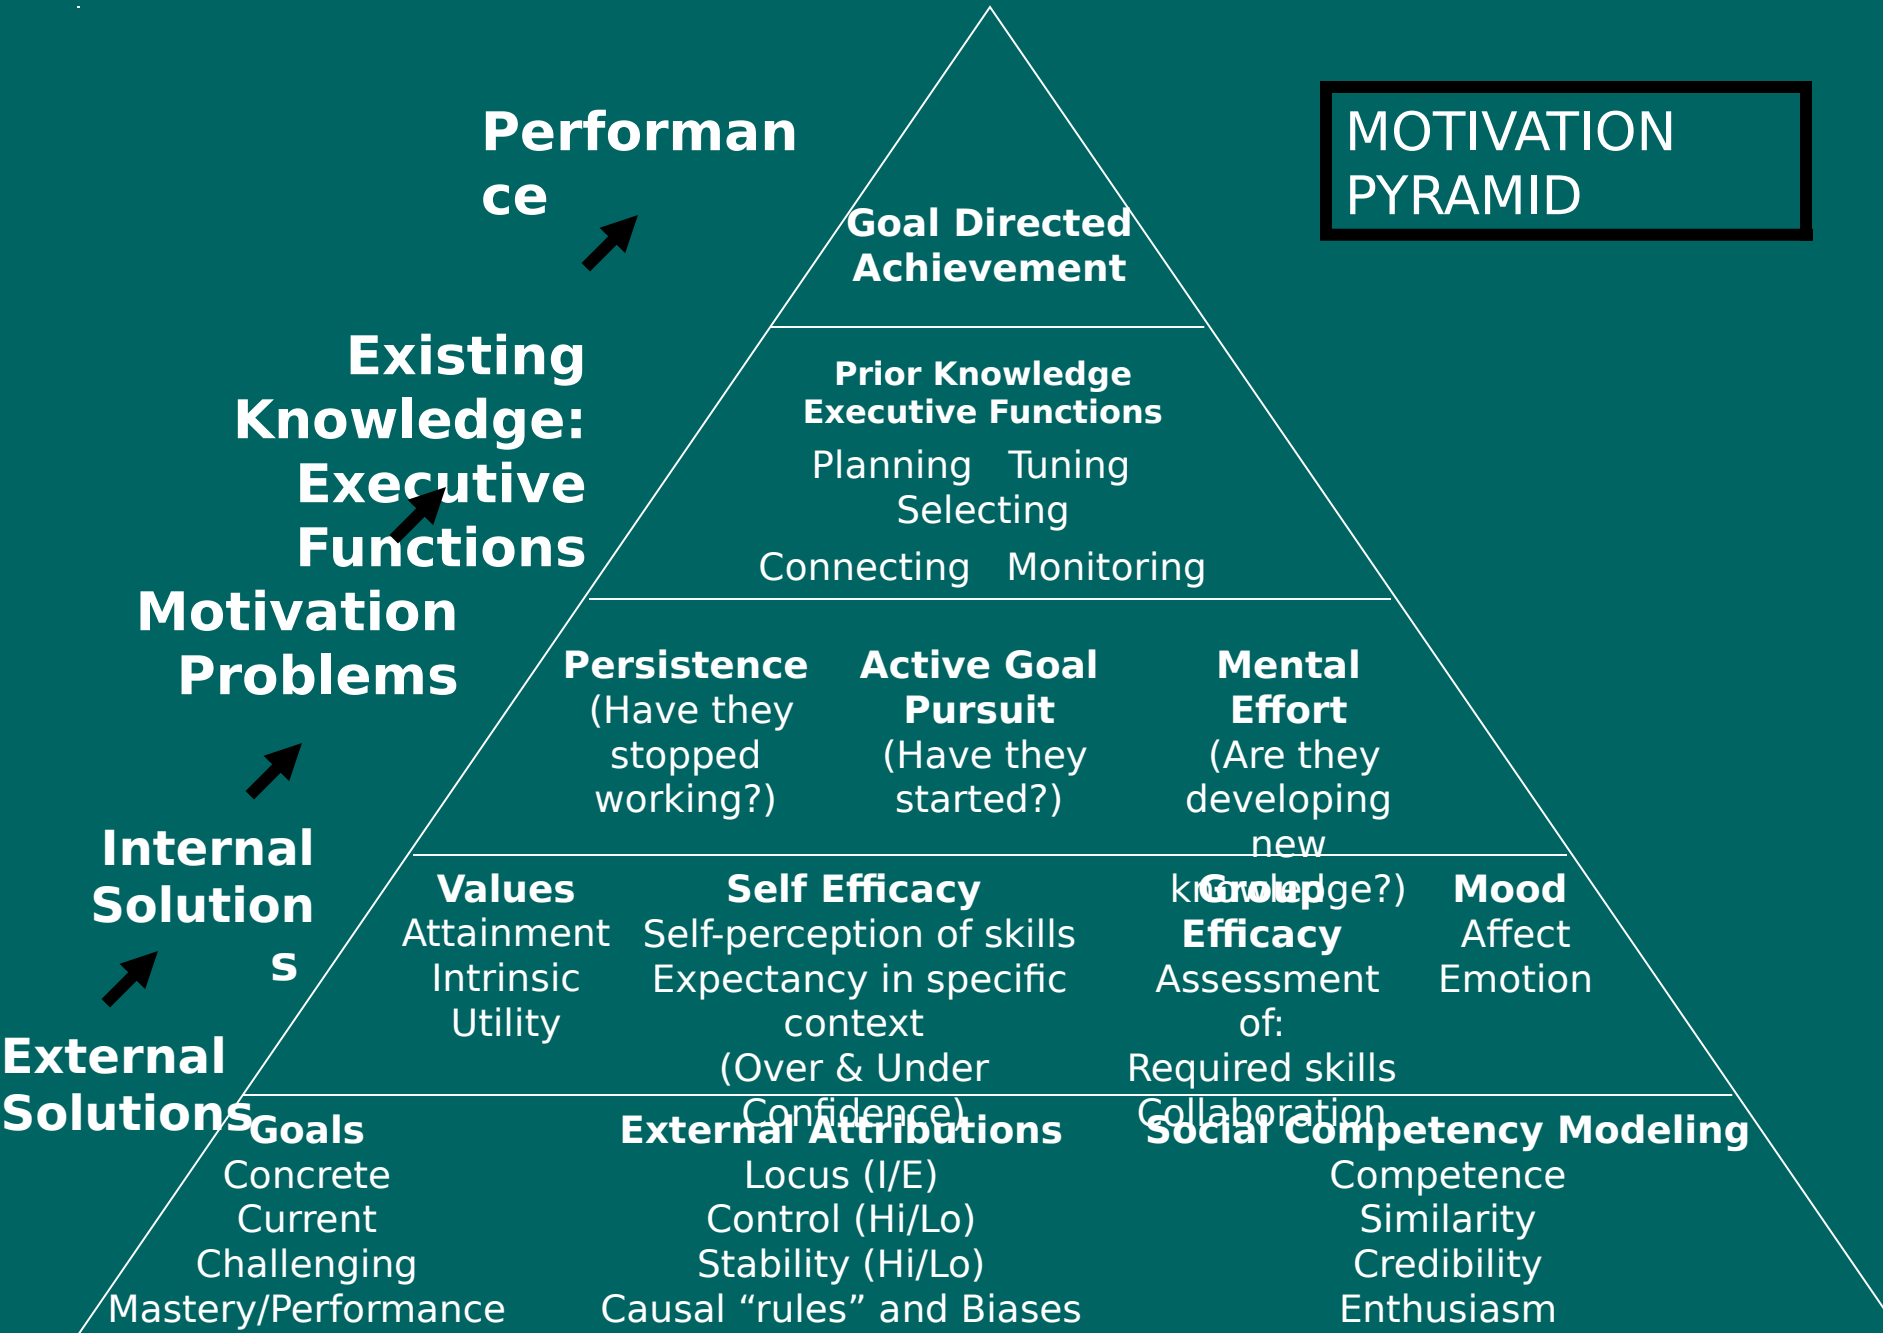 MOTIVATION
PYRAMID
Performan
ce
Goal Directed
Achievement
Existing
Knowledge:
Executive
Functions
Prior Knowledge
Executive Functions
Planning Tuning
Selecting
Connecting Monitoring
Motivation
Problems
Persistence
(Have they
stopped
working?)
Active Goal
Pursuit
(Have they
started?)
Mental
Effort
(Are they
developing
new
knowledge?)
Internal
Solution
s
Values
Attainment
Intrinsic
Utility
Self Efficacy
Self-perception of skills
Expectancy in specific
context
(Over & Under
Confidence)
Group
Efficacy
Assessment
of:
Required skills
Collaboration
Mood
Affect
Emotion
External
Solutions
Goals
Concrete
Current
Challenging
Mastery/Performance
External Attributions
Locus (I/E)
Control (Hi/Lo)
Stability (Hi/Lo)
Causal “rules” and Biases
Social Competency Modeling
Competence
Similarity
Credibility
Enthusiasm